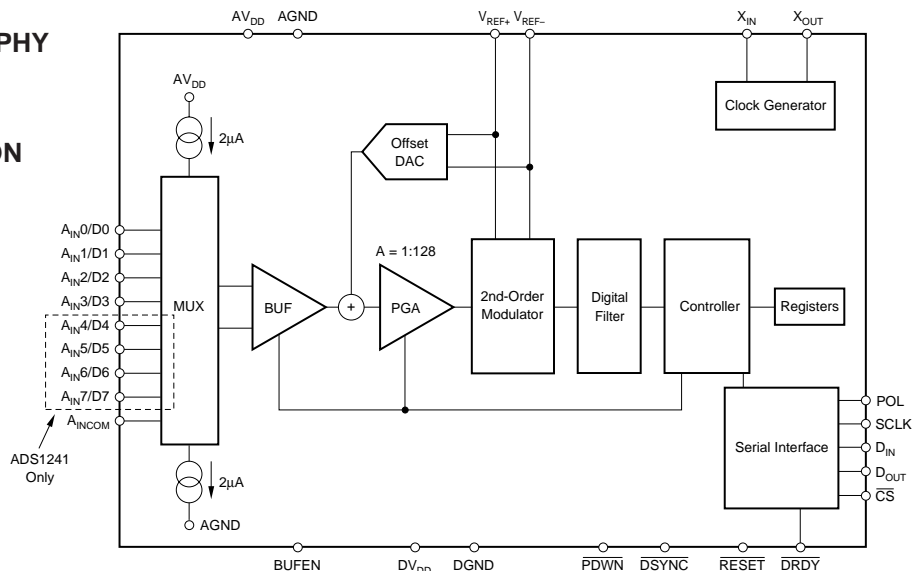 PHY
ON
AVDD AGND VREF+ VREF– XIN XOUT
AVDD
2µA
Offset
DAC
Clock Generator
AIN0/D0
AIN1/D1
AIN2/D2
AIN3/D3
AIN4/D4
AIN5/D5
AIN6/D6
AIN7/D7
AINCOM
ADS1241
Only
MUX
BUF
+
A = 1:128
PGA
2nd-Order
Modulator
Digital
Filter
Controller
Registers
Serial Interface
POL
SCLK
DIN
DOUT
CS
2µA
AGND
BUFEN DVDD DGND PDWN DSYNC RESET DRDY